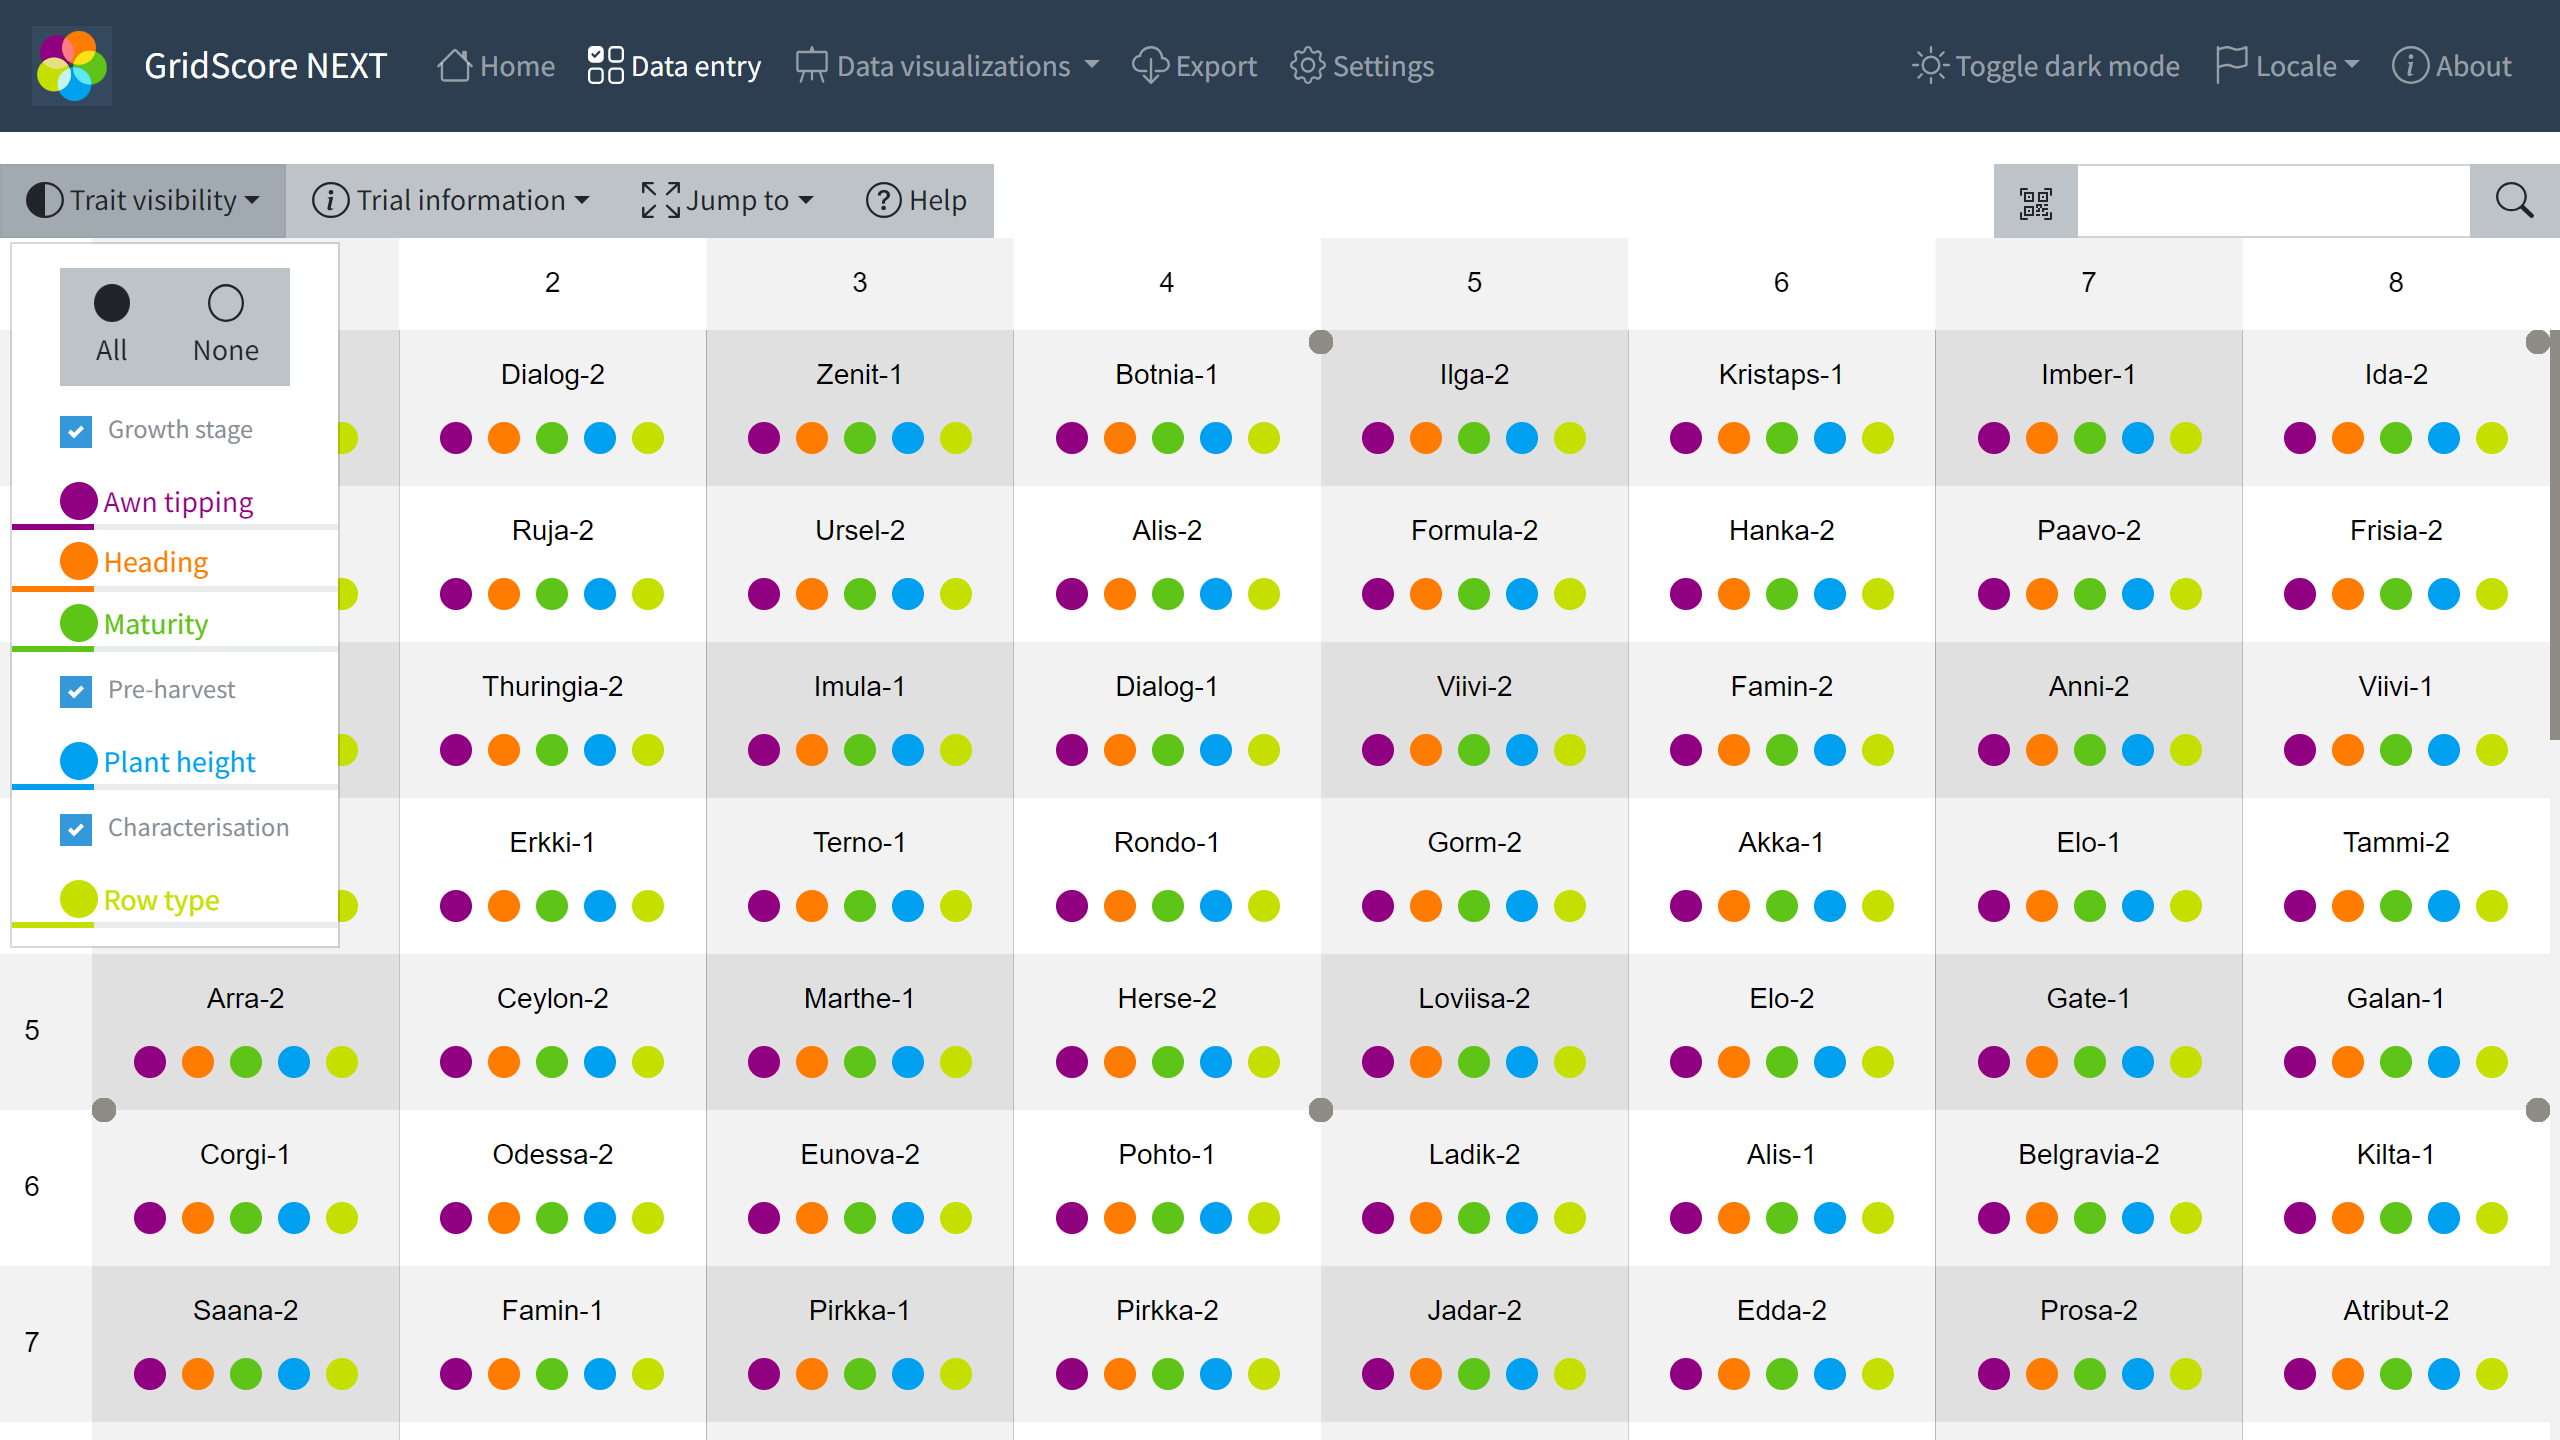 GridScore NEXT Home Data entry Data visualizations Export Settings Toggle dark mode Locale About
Trait visibility Trial information Jump to Help
All None
Growth stage
Awn tipping
Heading
Maturity
Pre-harvest
Plant height
Characterisation
Row type
2 3 4 5 6 7 8
Dialog-2 Zenit-1 Botnia-1 Ilga-2 Kristaps-1 Imber-1 Ida-2
Ruja-2 Ursel-2 Alis-2 Formula-2 Hanka-2 Paavo-2 Frisia-2
Thuringia-2 Imula-1 Dialog-1 Viivi-2 Famin-2 Anni-2 Viivi-1
Erkki-1 Terno-1 Rondo-1 Gorm-2 Akka-1 Elo-1 Tammi-2
5 Arra-2 Ceylon-2 Marthe-1 Herse-2 Loviisa-2 Elo-2 Gate-1 Galan-1
6 Corgi-1 Odessa-2 Eunova-2 Pohto-1 Ladik-2 Alis-1 Belgravia-2 Kilta-1
7 Saana-2 Famin-1 Pirkka-1 Pirkka-2 Jadar-2 Edda-2 Prosa-2 Atribut-2